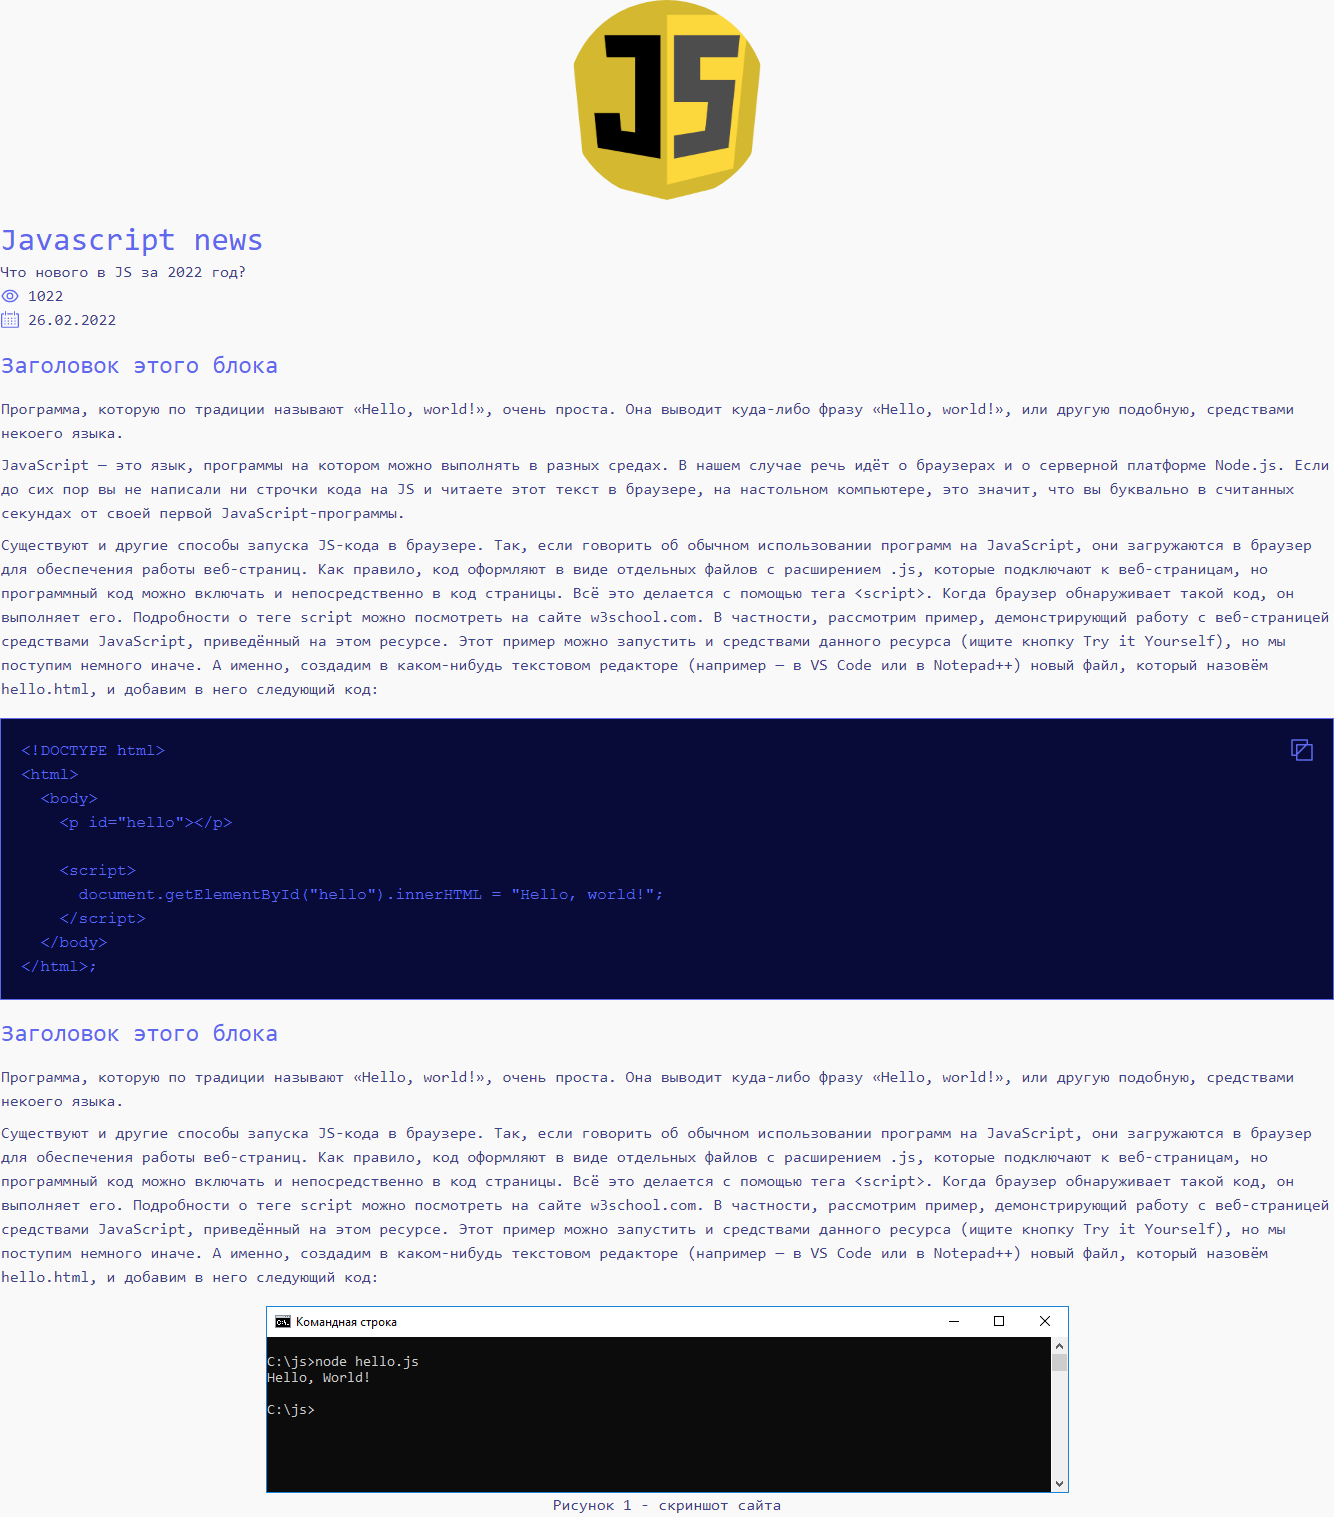 JS
Javascript news
Что нового в JS за 2022 год?
1022
26.02.2022
Заголовок этого блока
Программа, которую по традиции называют «Hello, world!», очень проста. Она выводит куда-либо фразу «Hello, world!», или другую подобную, средствами
некоего языка.
JavaScript — это язык, программы на котором можно выполнять в разных средах. В нашем случае речь идёт о браузерах и о серверной платформе Node.js. Если
до сих пор вы не написали ни строчки кода на JS и читаете этот текст в браузере, на настольном компьютере, это значит, что вы буквально в считанных
секундах от своей первой JavaScript-программы.
Существуют и другие способы запуска JS-кода в браузере. Так, если говорить об обычном использовании программ на JavaScript, они загружаются в браузер
для обеспечения работы веб-страниц. Как правило, код оформляют в виде отдельных файлов с расширением .js, которые подключают к веб-страницам, но
программный код можно включать и непосредственно в код страницы. Всё это делается с помощью тега <script>. Когда браузер обнаруживает такой код, он
выполняет его. Подробности о теге script можно посмотреть на сайте w3school.com. В частности, рассмотрим пример, демонстрирующий работу с веб-страницей
средствами JavaScript, приведённый на этом ресурсе. Этот пример можно запустить и средствами данного ресурса (ищите кнопку Try it Yourself), но мы
поступим немного иначе. А именно, создадим в каком-нибудь текстовом редакторе (например — в VS Code или в Notepad++) новый файл, который назовём
hello.html, и добавим в него следующий код:
<!DOCTYPE html>
<html>
<body>
<p id="hello"></p>
<script>
document.getElementById("hello").innerHTML = "Hello, world!";
</script>
</body>
</html>;
Заголовок этого блока
Программа, которую по традиции называют «Hello, world!», очень проста. Она выводит куда-либо фразу «Hello, world!», или другую подобную, средствами
некоего языка.
Существуют и другие способы запуска JS-кода в браузере. Так, если говорить об обычном использовании программ на JavaScript, они загружаются в браузер
для обеспечения работы веб-страниц. Как правило, код оформляют в виде отдельных файлов с расширением .js, которые подключают к веб-страницам, но
программный код можно включать и непосредственно в код страницы. Всё это делается с помощью тега <script>. Когда браузер обнаруживает такой код, он
выполняет его. Подробности о теге script можно посмотреть на сайте w3school.com. В частности, рассмотрим пример, демонстрирующий работу с веб-страницей
средствами JavaScript, приведённый на этом ресурсе. Этот пример можно запустить и средствами данного ресурса (ищите кнопку Try it Yourself), но мы
поступим немного иначе. А именно, создадим в каком-нибудь текстовом редакторе (например — в VS Code или в Notepad++) новый файл, который назовём
hello.html, и добавим в него следующий код:
Командная строка
C:\js>node hello.js
Hello, World!
C:\js>
Рисунок 1 - скриншот сайта